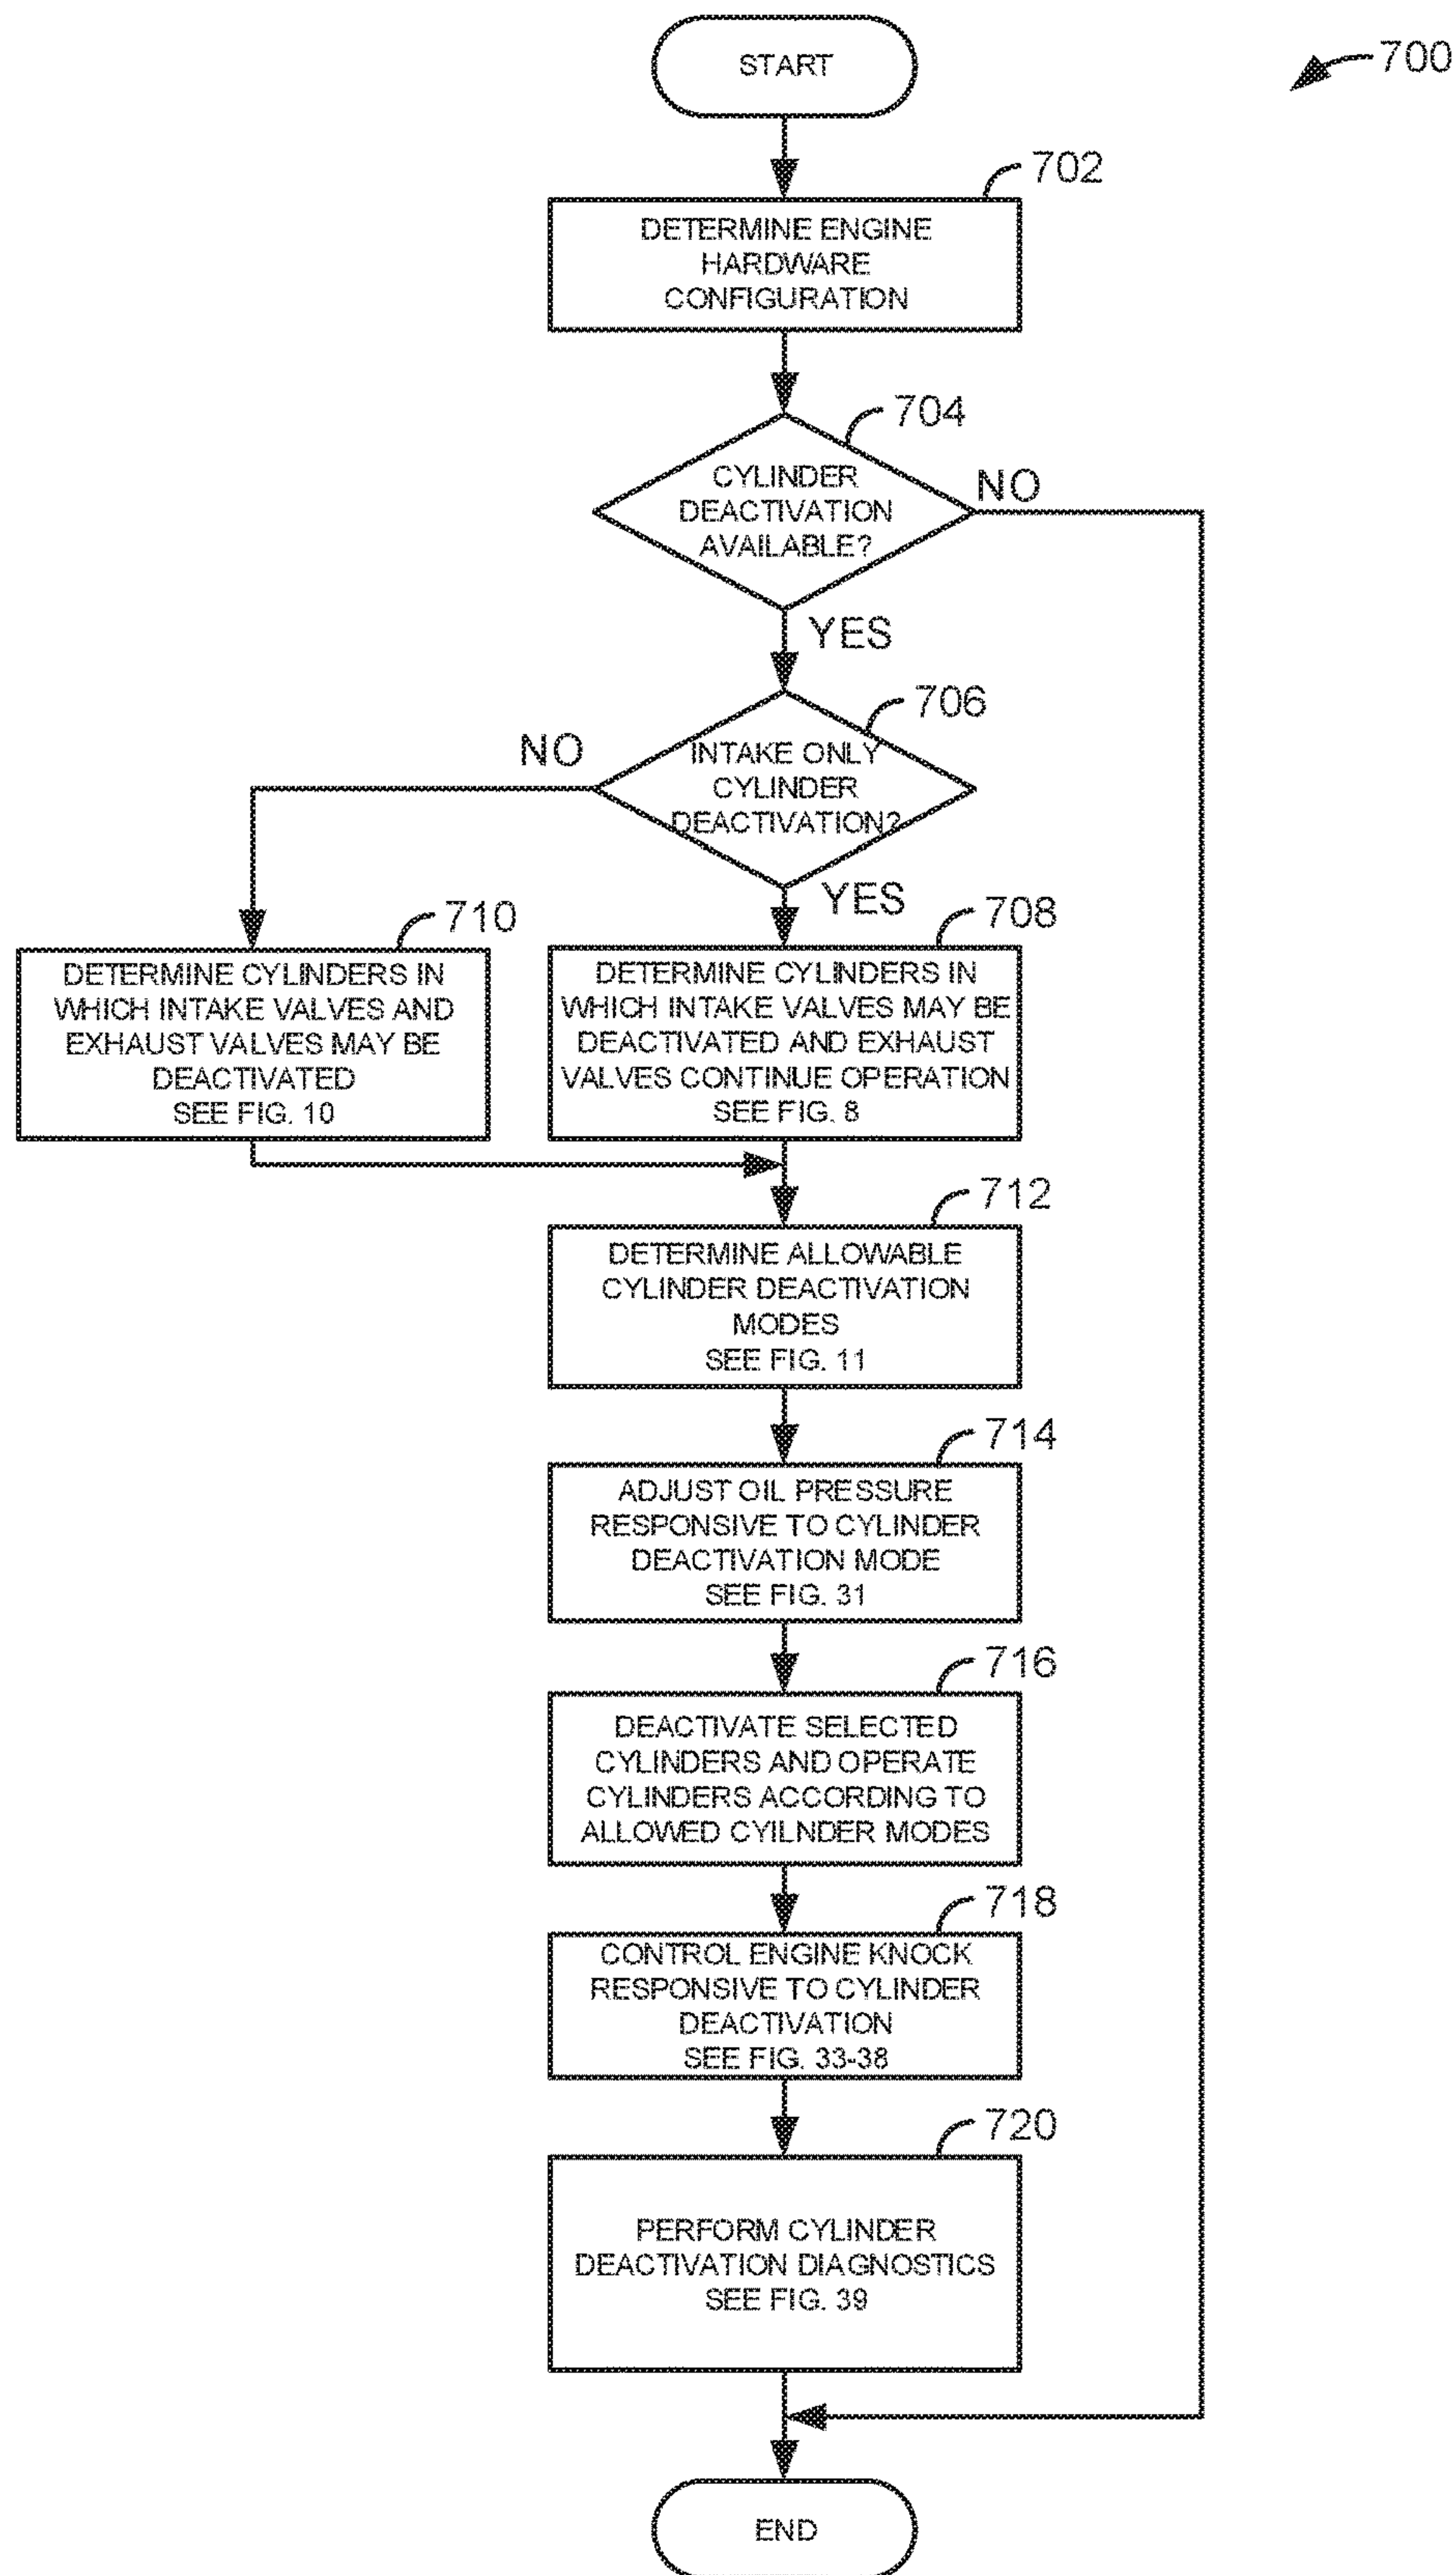 START
700
702
DETERMINE ENGINE
HARDWARE
CONFIGURATION
704
CYLINDER
DEACTIVATION
AVAILABLE?
NO
YES
706
INTAKE ONLY
CYLINDER
DEACTIVATION?
NO
YES
710
DETERMINE CYLINDERS IN
WHICH INTAKE VALVES AND
EXHAUST VALVES MAY BE
DEACTIVATED
SEE FIG. 10
708
DETERMINE CYLINDERS IN
WHICH INTAKE VALVES MAY BE
DEACTIVATED AND EXHAUST
VALVES CONTINUE OPERATION
SEE FIG. 8
712
DETERMINE ALLOWABLE
CYLINDER DEACTIVATION
MODES
SEE FIG. 11
714
ADJUST OIL PRESSURE
RESPONSIVE TO CYLINDER
DEACTIVATION MODE
SEE FIG. 31
716
DEACTIVATE SELECTED
CYLINDERS AND OPERATE
CYLINDERS ACCORDING TO
ALLOWED CYILNDER MODES
718
CONTROL ENGINE KNOCK
RESPONSIVE TO CYLINDER
DEACTIVATION
SEE FIG. 33-38
720
PERFORM CYLINDER
DEACTIVATION DIAGNOSTICS
SEE FIG. 39
END